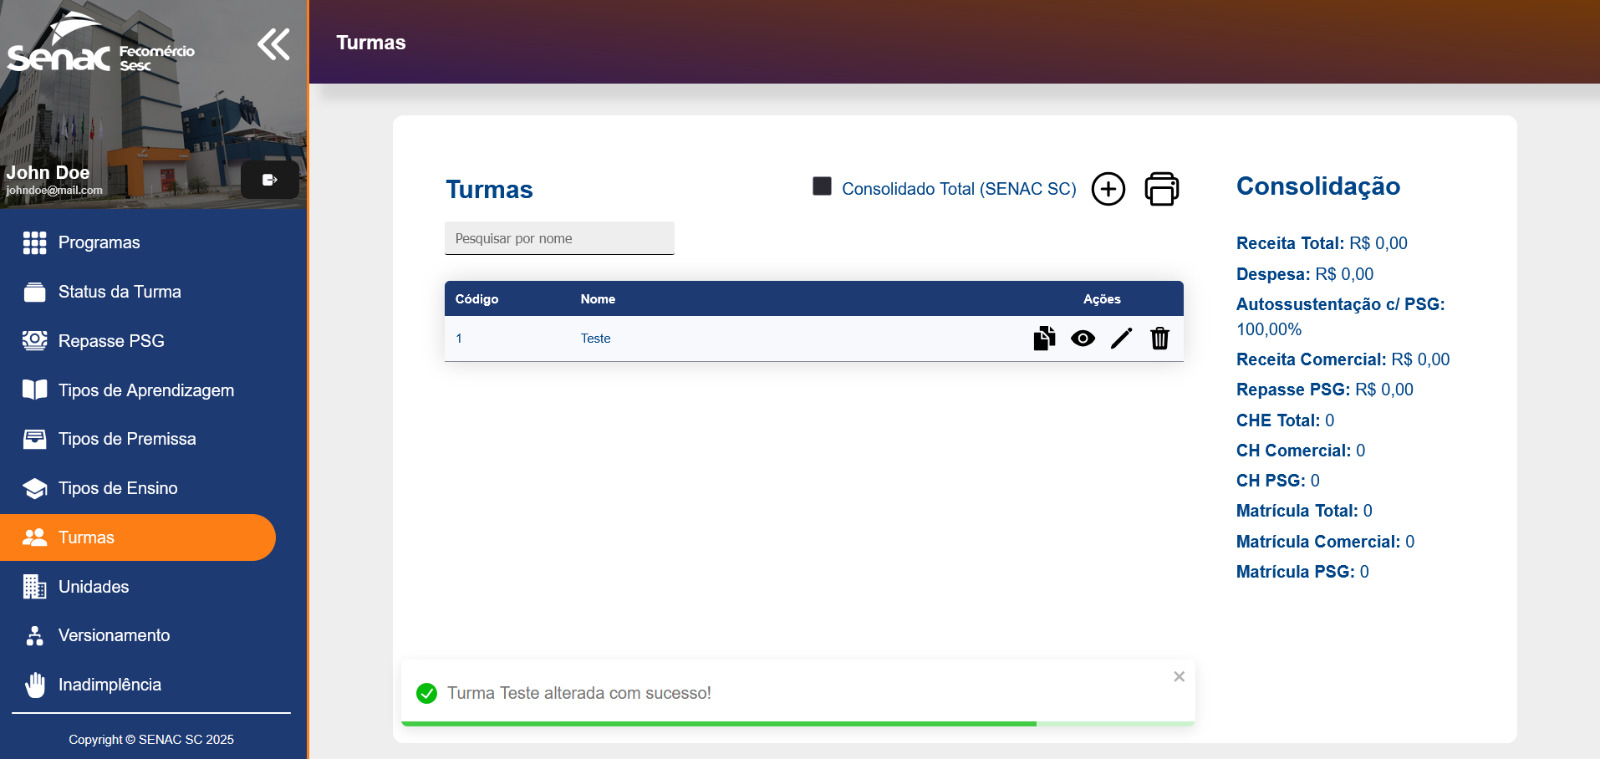 Senac Fecomércio
Sesc
John Doe
johndoe@mail.com
Programas
Status da Turma
Repasse PSG
Tipos de Aprendizagem
Tipos de Premissa
Tipos de Ensino
Turmas
Unidades
Versionamento
Inadimplência
Copyright © SENAC SC 2025
Turmas
Turmas
Consolidado Total (SENAC SC)
Pesquisar por nome
Código Nome Ações
1 Teste
Consolidação
Receita Total: R$ 0,00
Despesa: R$ 0,00
Autossustentação c/ PSG:
100,00%
Receita Comercial: R$ 0,00
Repasse PSG: R$ 0,00
CHE Total: 0
CH Comercial: 0
CH PSG: 0
Matrícula Total: 0
Matrícula Comercial: 0
Matrícula PSG: 0
Turma Teste alterada com sucesso!